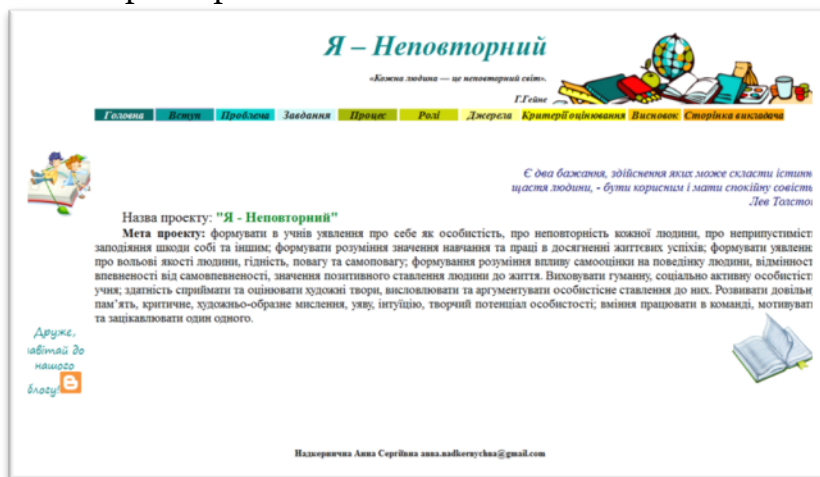 Я – Неповторний
«Кожна людина — це неповторний світ».
Г.Гейне
Головна Вступ Проблема Завдання Процес Ролі Джерела Критерії оцінювання Висновок Сторінка викладача
Є два бажання, здійснення яких може скласти істинн
щастя людини, - бути корисним і мати спокійну совість
Лев Толстої
Назва проекту: "Я - Неповторний"
Мета проекту: формувати в учнів уявлення про себе як особистість, про неповторність кожної людини, про неприпустиміст
заподіяння шкоди собі та іншим; формувати розуміння значення навчання та праці в досягненні життєвих успіхів; формувати уявленн
про вольові якості людини, гідність, повагу та самоповагу; формування розуміння впливу самооцінки на поведінку людини, відмінност
впевненості від самовпевненості, значення позитивного ставлення людини до життя. Виховувати гуманну, соціально активну особистіст
учня; здатність сприймати та оцінювати художні твори, висловлювати та аргументувати особистісне ставлення до них. Розвивати довільн
пам’ять, критичне, художньо-образне мислення, уяву, інтуїцію, творчий потенціал особистості; вміння працювати в команді, мотивуват
та зацікавлювати один одного.
Друже,
авітай до
нашого
блогу!
Надкернична Анна Сергіївна anna.nadkernychna@gmail.com